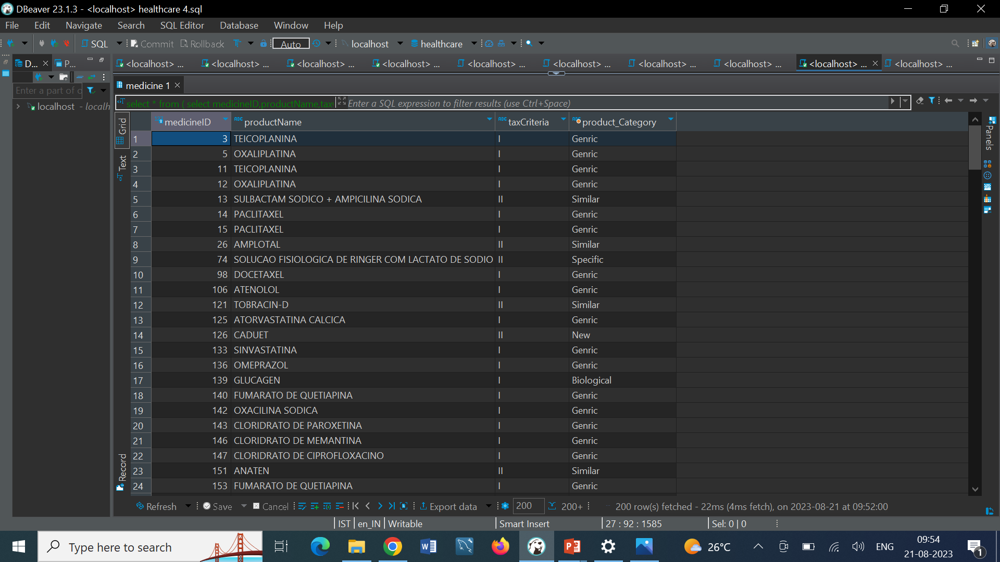 DBeaver 23.1.3 - <localhost> healthcare 4.sql
File Edit Navigate Search SQL Editor Database Window Help
SQL Commit Rollback Auto localhost healthcare
D... P... <localhost> ... <localhost> ... <localhost> ... <localhost> ... <localhost> ... <localhost> ... <localhost> ... <localhost> ... <localhost> ... <localhost> ...
medicine 1
Enter a part of
localhost - localh
select * from ( select medicineID,productName,tax Enter a SQL expression to filter results (use Ctrl+Space)
Grid
Text
Record
Panels
medicineID productName taxCriteria product_Category
1 3 TEICOPLANINA I Genric
2 5 OXALIPLATINA I Genric
3 11 TEICOPLANINA I Genric
4 12 OXALIPLATINA I Genric
5 13 SULBACTAM SODICO + AMPICILINA SODICA II Similar
6 14 PACLITAXEL I Genric
7 15 PACLITAXEL I Genric
8 26 AMPLOTAL II Similar
9 74 SOLUCAO FISIOLOGICA DE RINGER COM LACTATO DE SODIO II Specific
10 98 DOCETAXEL I Genric
11 106 ATENOLOL I Genric
12 121 TOBRACIN-D II Similar
13 125 ATORVASTATINA CALCICA I Genric
14 126 CADUET II New
15 133 SINVASTATINA I Genric
16 136 OMEPRAZOL I Genric
17 139 GLUCAGEN I Biological
18 140 FUMARATO DE QUETIAPINA I Genric
19 142 OXACILINA SODICA I Genric
20 143 CLORIDRATO DE PAROXETINA I Genric
21 146 CLORIDRATO DE MEMANTINA I Genric
22 147 CLORIDRATO DE CIPROFLOXACINO I Genric
23 151 ANATEN II Similar
24 153 FUMARATO DE QUETIAPINA I Genric
Refresh Save Cancel Export data 200 200+ 200 row(s) fetched - 22ms (4ms fetch), on 2023-08-21 at 09:52:00
IST en_IN Writable Smart Insert 27 : 92 : 1585 Sel: 0 | 0
Type here to search 26°C ENG 09:54
21-08-2023 1